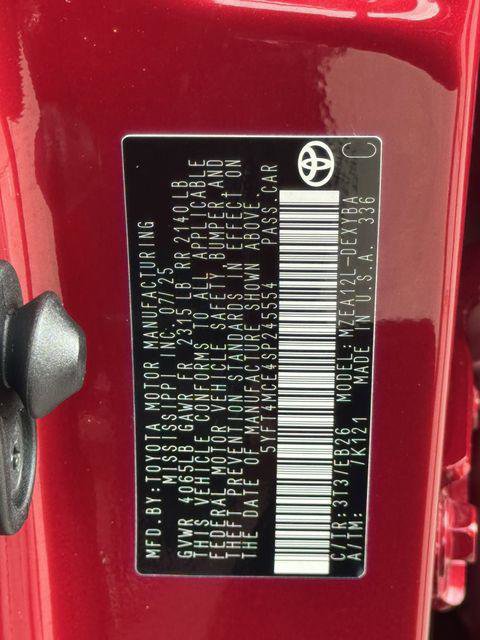 MFD.BY:TOYOTA MOTOR MANUFACTURING
MISSISSIPPI INC. 07/25
GVWR 4065LB GAWR FR 2315 LB RR 2140 LB
THIS VEHICLE CONFORMS TO ALL APPLICABLE
FEDERAL MOTOR VEHICLE SAFETY, BUMPER AND
THEFT PREVENTION STANDARDS IN EFFECT ON
THE DATE OF MANUFACTURE SHOWN ABOVE.
5YFT4MCE4SP245554 PASS.CAR
C/TR: 3T3/EB26 MODEL: MZEA12L-DEXYBA
A/TM: /K121 MADE IN U.S.A. 336
C